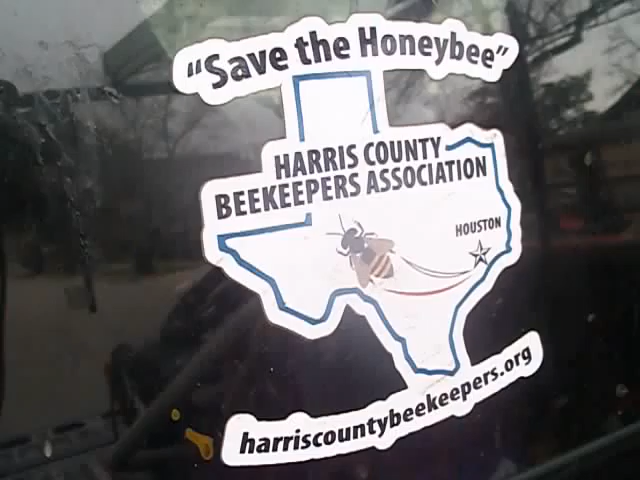 "Save the Honeybee"
HARRIS COUNTY
BEEKEEPERS ASSOCIATION
HOUSTON
harriscountybeekeepers.org